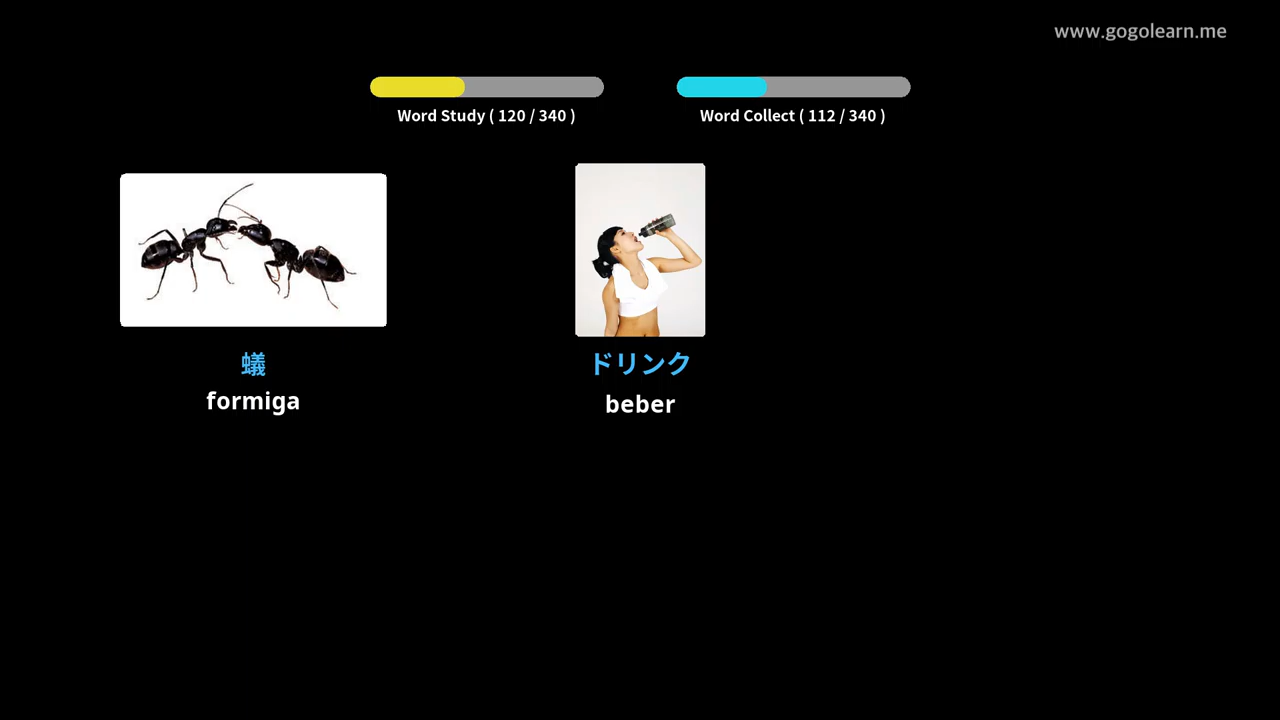 www.gogolearn.me
Word Study ( 120 / 340 )
Word Collect ( 112 / 340 )
蟻
formiga
ドリンク
beber